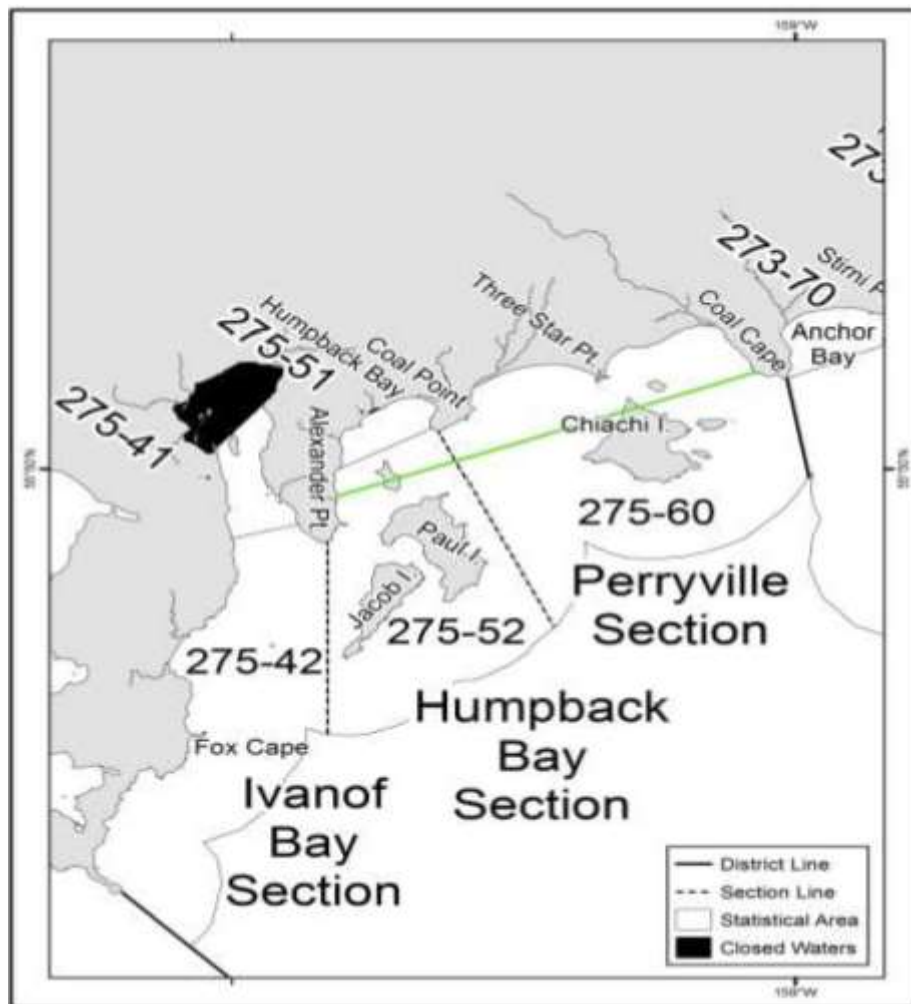 159°W
273-70
Stirni P
Coal Cape
Anchor
Bay
Three Star Pt.
Humpback Bay
Coal Point
275-51
275-41
Alexander Pt.
Chiachi I.
275-60
Paul I.
Jacob I.
275-52
275-42
Perryville
Section
Humpback
Bay
Section
Fox Cape
Ivanof
Bay
Section
District Line
Section Line
Statistical Area
Closed Waters